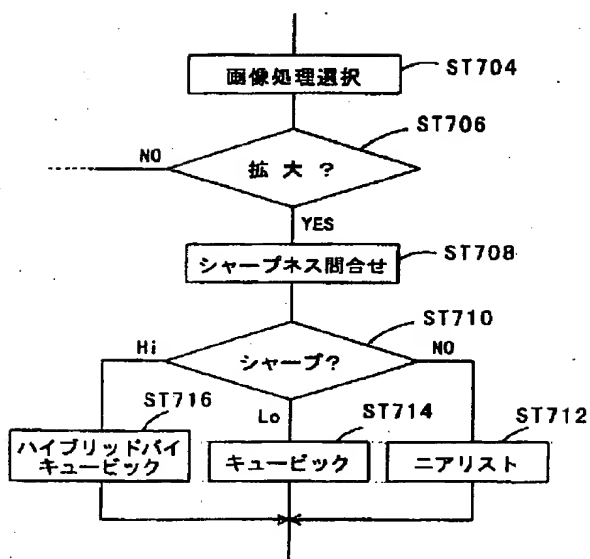 画像処理選択
ST704
ST706
NO
拡大？
YES
シャープネス問合せ
ST708
ST710
Hi
シャープ？
NO
ST716
Lo
ST714
ST712
ハイブリッドバイ
キュービック
キュービック
ニアリスト